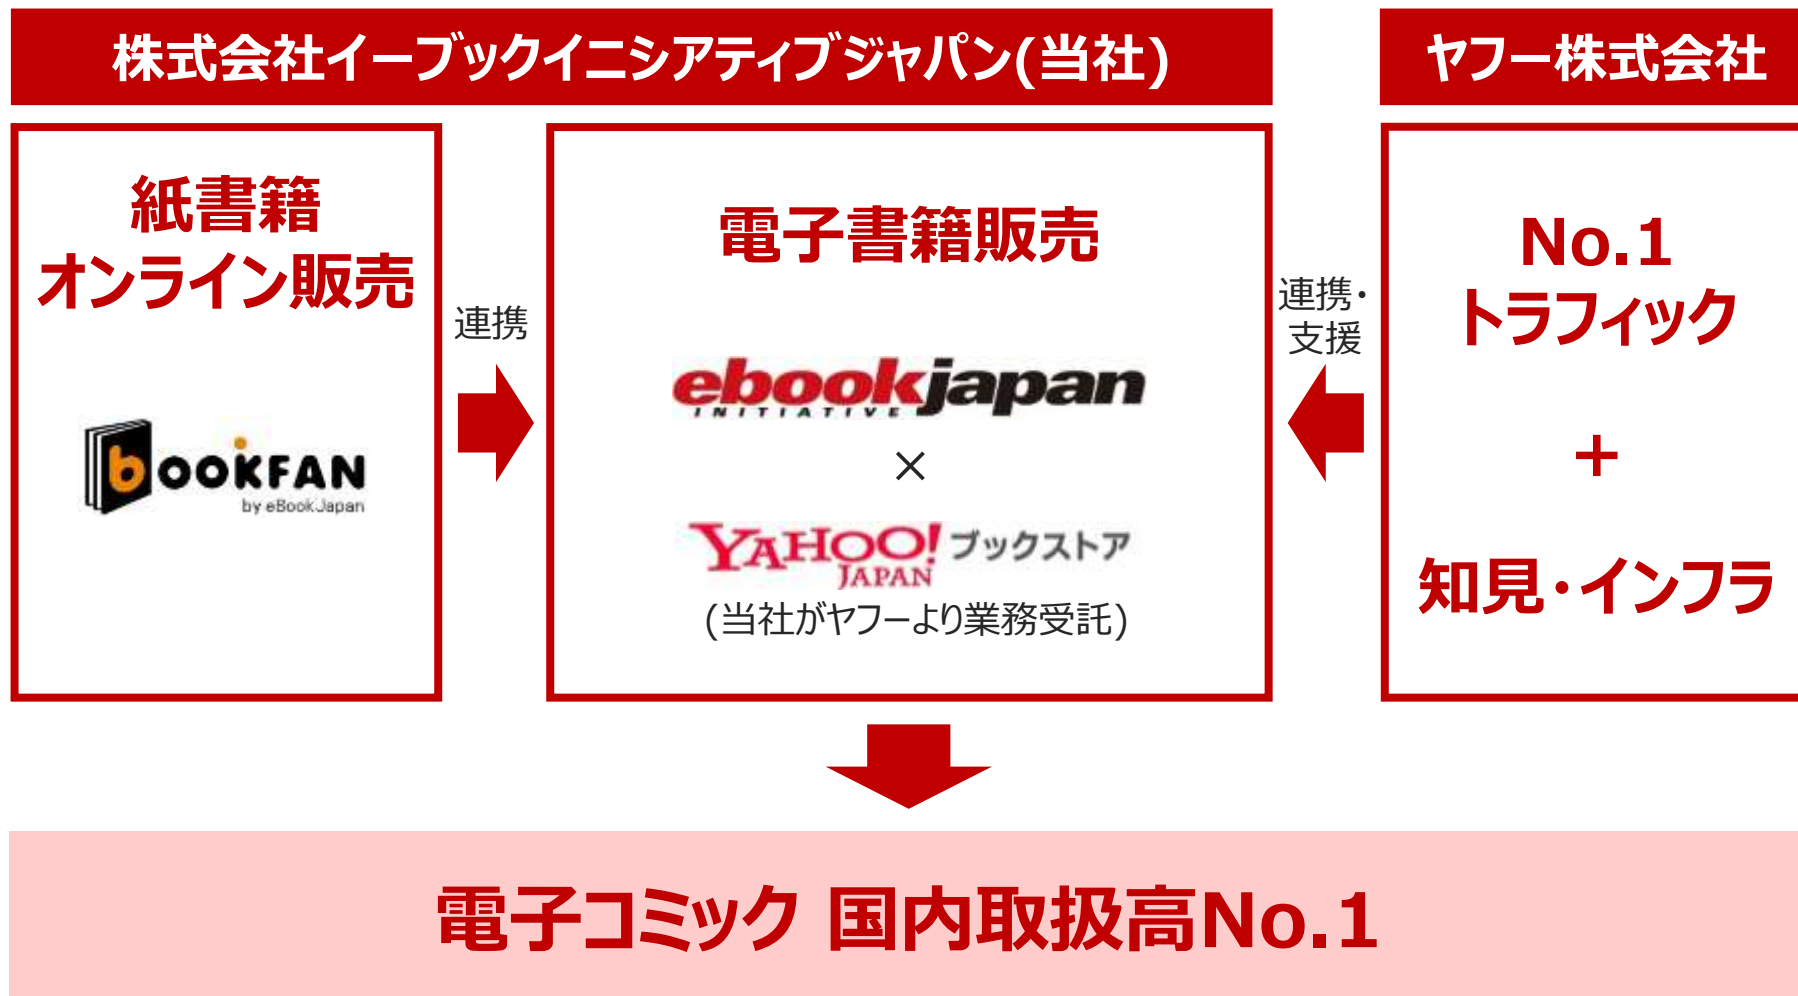 株式会社イーブックイニシアティブジャパン(当社)
ヤフー株式会社
紙書籍
オンライン販売
bOOKFAN
by eBookJapan
連携
電子書籍販売
ebookjapan
INITIATIVE
×
YAHOO! ブックストア
JAPAN
(当社がヤフーより業務受託)
連携・
支援
No.1
トラフィック
+
知見・インフラ
電子コミック 国内取扱高No.1